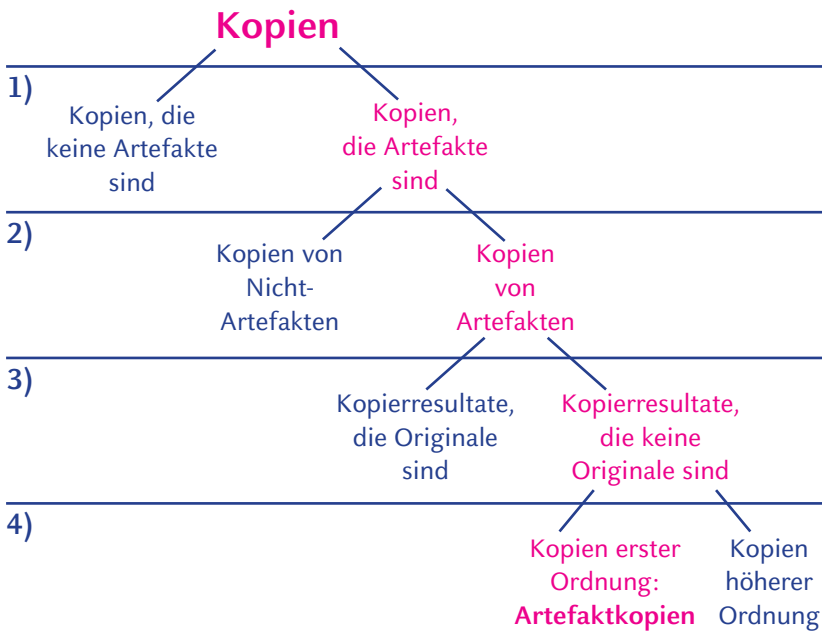 Kopien
1)
Kopien, die
keine Artefakte
sind
Kopien,
die Artefakte
sind
2)
Kopien von
Nicht-
Artefakten
Kopien
von
Artefakten
3)
Kopierresultate,
die Originale
sind
Kopierresultate,
die keine
Originale sind
4)
Kopien erster
Ordnung:
Artefaktkopien
Kopien
höherer
Ordnung